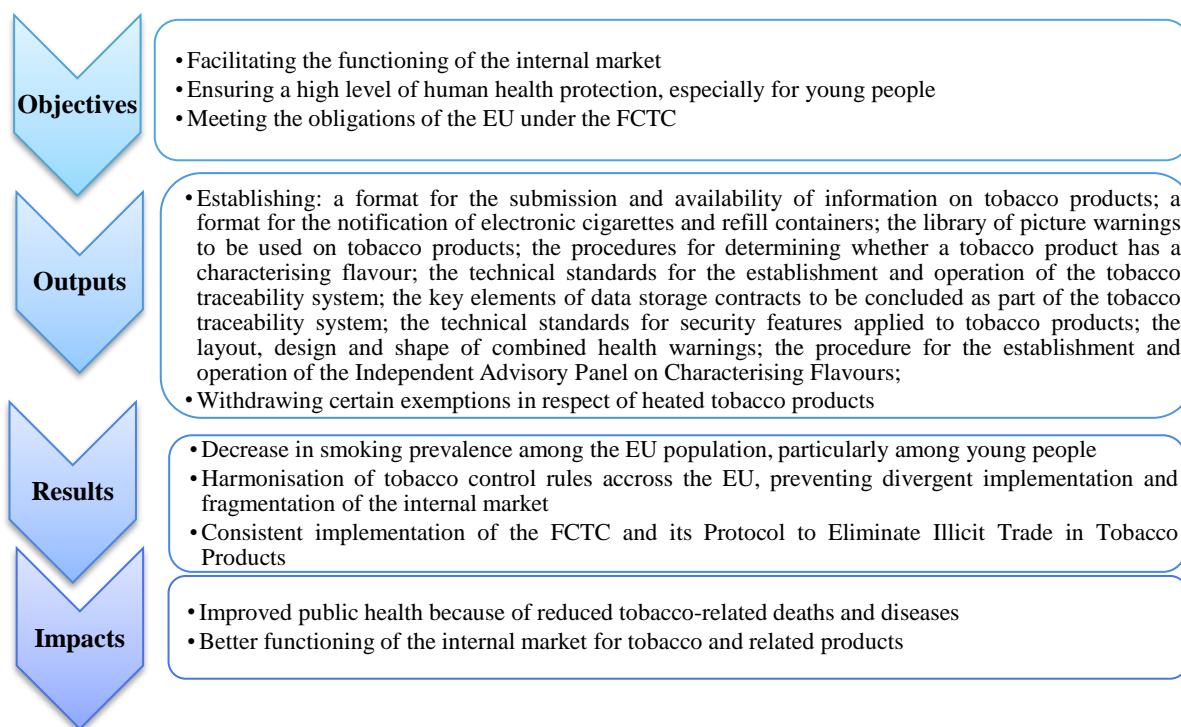 Objectives
• Facilitating the functioning of the internal market
• Ensuring a high level of human health protection, especially for young people
• Meeting the obligations of the EU under the FCTC
Outputs
• Establishing: a format for the submission and availability of information on tobacco products; a
format for the notification of electronic cigarettes and refill containers; the library of picture warnings
to be used on tobacco products; the procedures for determining whether a tobacco product has a
characterising flavour; the technical standards for the establishment and operation of the tobacco
traceability system; the key elements of data storage contracts to be concluded as part of the tobacco
traceability system; the technical standards for security features applied to tobacco products; the
layout, design and shape of combined health warnings; the procedure for the establishment and
operation of the Independent Advisory Panel on Characterising Flavours;
• Withdrawing certain exemptions in respect of heated tobacco products
Results
• Decrease in smoking prevalence among the EU population, particularly among young people
• Harmonisation of tobacco control rules accross the EU, preventing divergent implementation and
fragmentation of the internal market
• Consistent implementation of the FCTC and its Protocol to Eliminate Illicit Trade in Tobacco
Products
Impacts
• Improved public health because of reduced tobacco-related deaths and diseases
• Better functioning of the internal market for tobacco and related products